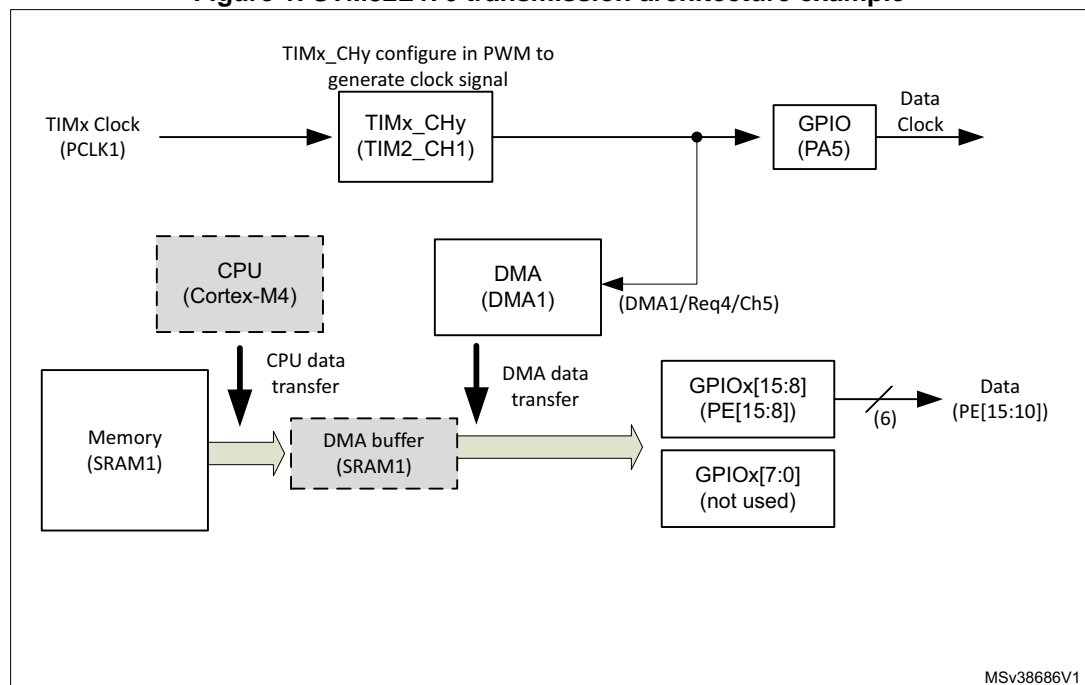 TIMx_CHy configure in PWM to
generate clock signal
TIMx Clock
(PCLK1)
TIMx_CHy
(TIM2_CH1)
GPIO
(PA5)
Data
Clock
CPU
(Cortex-M4)
DMA
(DMA1)
(DMA1/Req4/Ch5)
CPU data
transfer
DMA data
transfer
Memory
(SRAM1)
DMA buffer
(SRAM1)
GPIOx[15:8]
(PE[15:8])
(6)
Data
(PE[15:10])
GPIOx[7:0]
(not used)
MSv38686V1